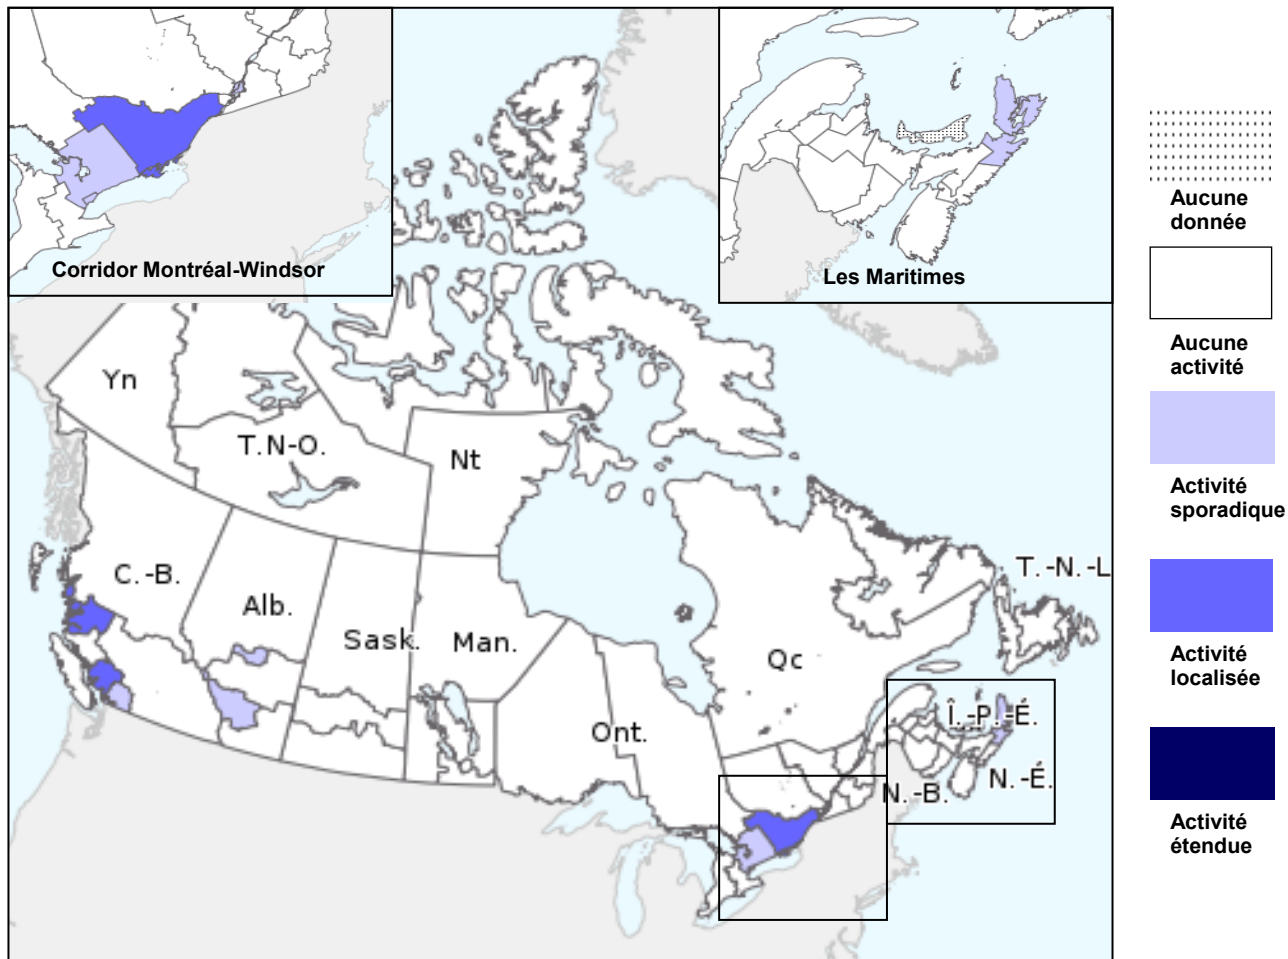 Corridor Montréal-Windsor
Les Maritimes
Yn
T.N-O.
Nt
C.-B.
Alb.
Sask.
Man.
Ont.
Qc
T.-N.-L
Î.-P.-É.
N.-B.
N.-É.
Aucune
donnée
Aucune
activité
Activité
sporadique
Activité
localisée
Activité
étendue